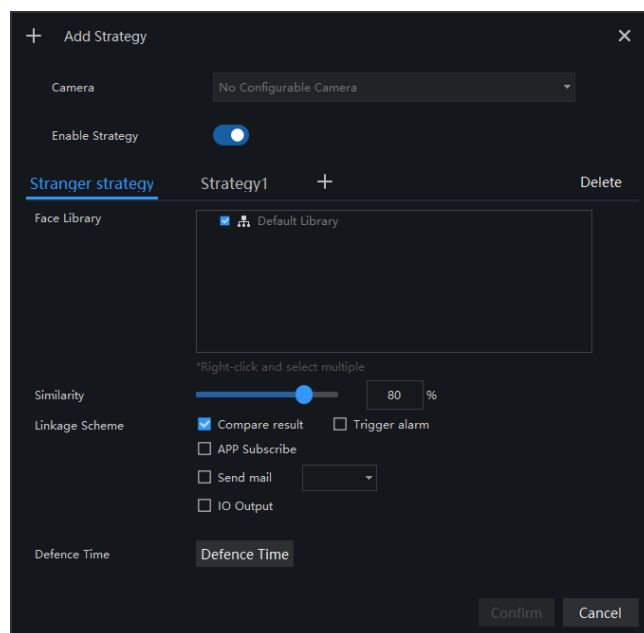 Add Strategy
Camera No Configurable Camera
Enable Strategy
Stranger strategy Strategy1 Delete
Face Library Default Library
*Right-click and select multiple
Similarity 80 %
Linkage Scheme Compare result Trigger alarm
APP Subscribe
Send mail
IO Output
Defence Time Defence Time
Confirm Cancel